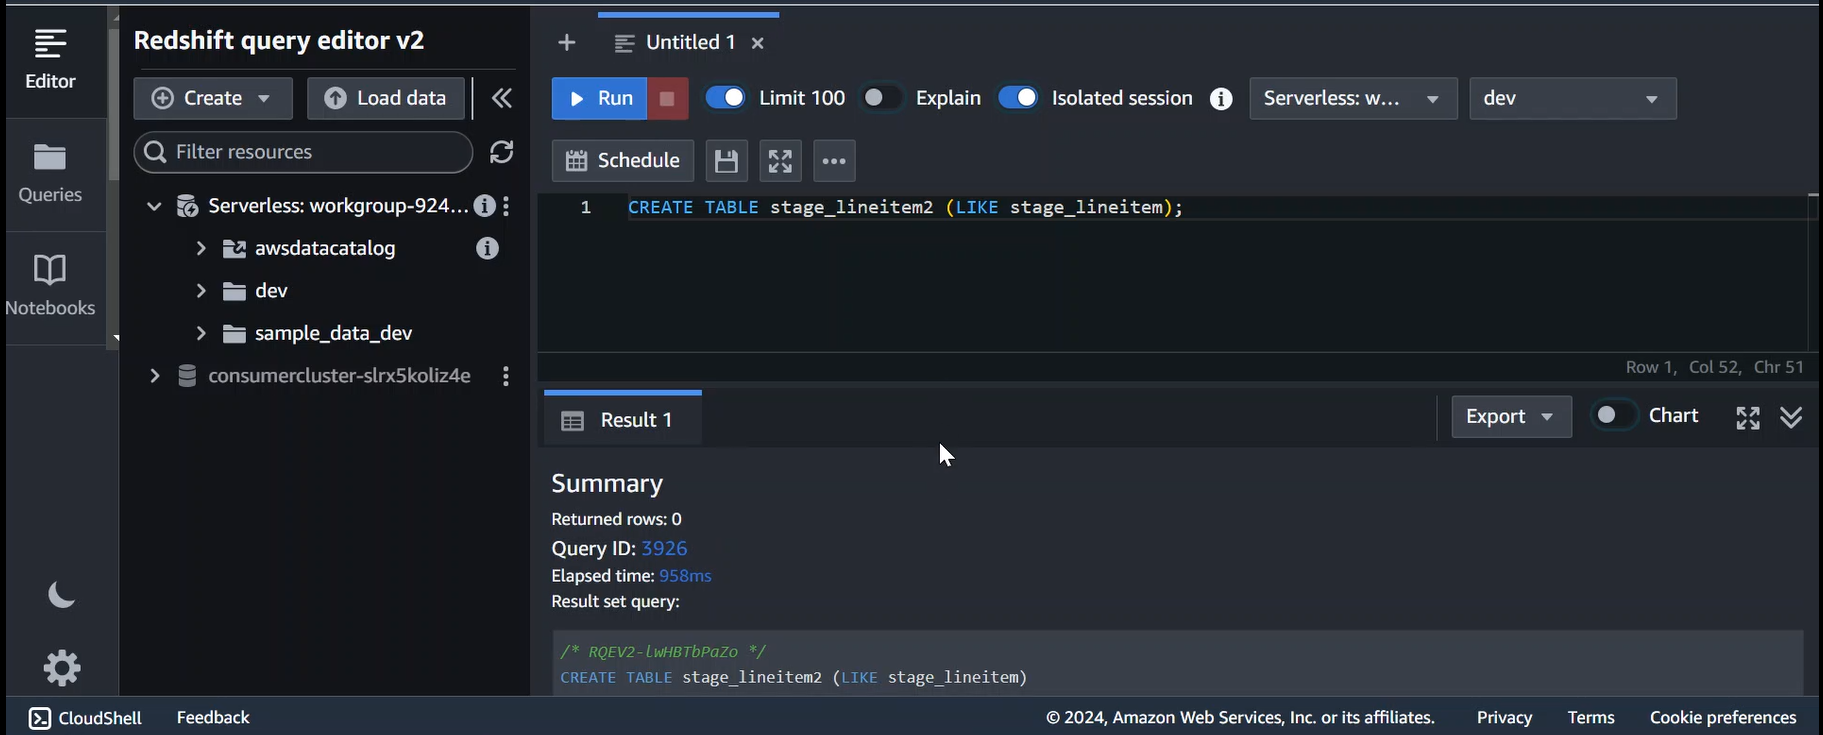 Editor
Queries
Notebooks
Redshift query editor v2
Create
Load data
Filter resources
Serverless: workgroup-924...
awsdatacatalog
dev
sample_data_dev
consumercluster-slrx5koliz4e
Untitled 1
Run
Limit 100
Explain
Isolated session
Serverless: w...
dev
Schedule
1 CREATE TABLE stage_lineitem2 (LIKE stage_lineitem);
Row 1, Col 52, Chr 51
Result 1
Export
Chart
Summary
Returned rows: 0
Query ID: 3926
Elapsed time: 958ms
Result set query:
/* RQEV2-lwHBTbPaZo */
CREATE TABLE stage_lineitem2 (LIKE stage_lineitem)
CloudShell
Feedback
© 2024, Amazon Web Services, Inc. or its affiliates.
Privacy
Terms
Cookie preferences